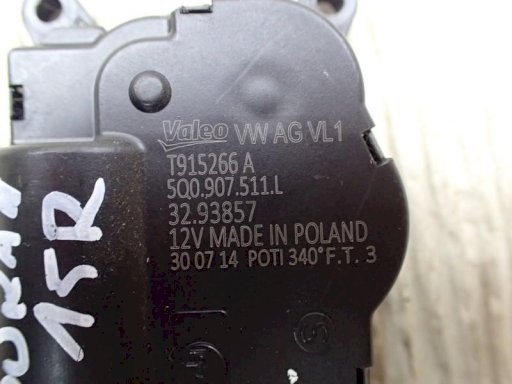 Valeo VW AG VL1
T915266 A
5Q0.907.511.L
32.93857
12V MADE IN POLAND
30 07 14 POTI 340° F.T. 3
15R